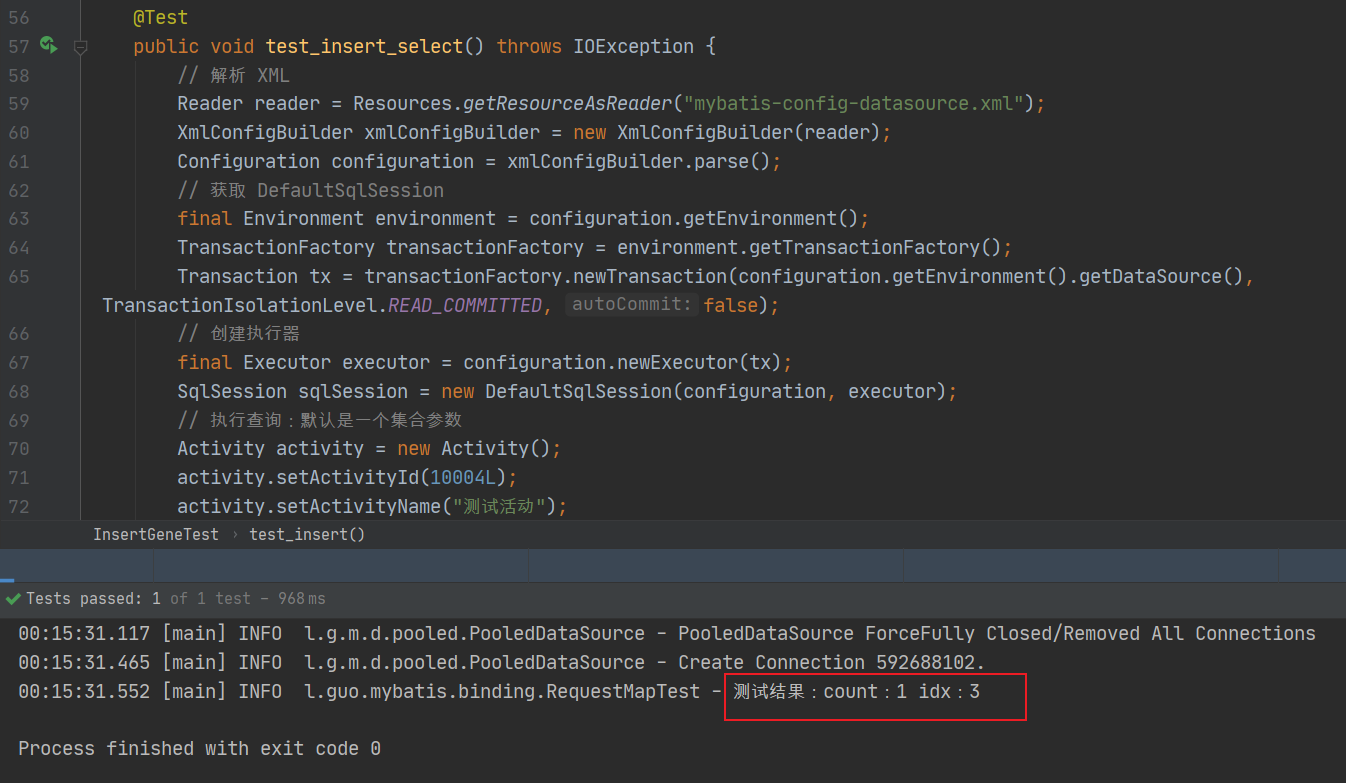 56 @Test
57 public void test_insert_select() throws IOException {
58 // 解析 XML
59 Reader reader = Resources.getResourceAsReader("mybatis-config-datasource.xml");
60 XmlConfigBuilder xmlConfigBuilder = new XmlConfigBuilder(reader);
61 Configuration configuration = xmlConfigBuilder.parse();
62 // 获取 DefaultSqlSession
63 final Environment environment = configuration.getEnvironment();
64 TransactionFactory transactionFactory = environment.getTransactionFactory();
65 Transaction tx = transactionFactory.newTransaction(configuration.getEnvironment().getDataSource(),
TransactionIsolationLevel.READ_COMMITTED, autoCommit: false);
66 // 创建执行器
67 final Executor executor = configuration.newExecutor(tx);
68 SqlSession sqlSession = new DefaultSqlSession(configuration, executor);
69 // 执行查询：默认是一个集合参数
70 Activity activity = new Activity();
71 activity.setActivityId(10004L);
72 activity.setActivityName("测试活动");
InsertGeneTest › test_insert()
Tests passed: 1 of 1 test – 968 ms
00:15:31.117 [main] INFO  l.g.m.d.pooled.PooledDataSource - PooledDataSource ForceFully Closed/Removed All Connections
00:15:31.465 [main] INFO  l.g.m.d.pooled.PooledDataSource - Create Connection 592688102.
00:15:31.552 [main] INFO  l.guo.mybatis.binding.RequestMapTest - 测试结果：count：1 idx：3
Process finished with exit code 0